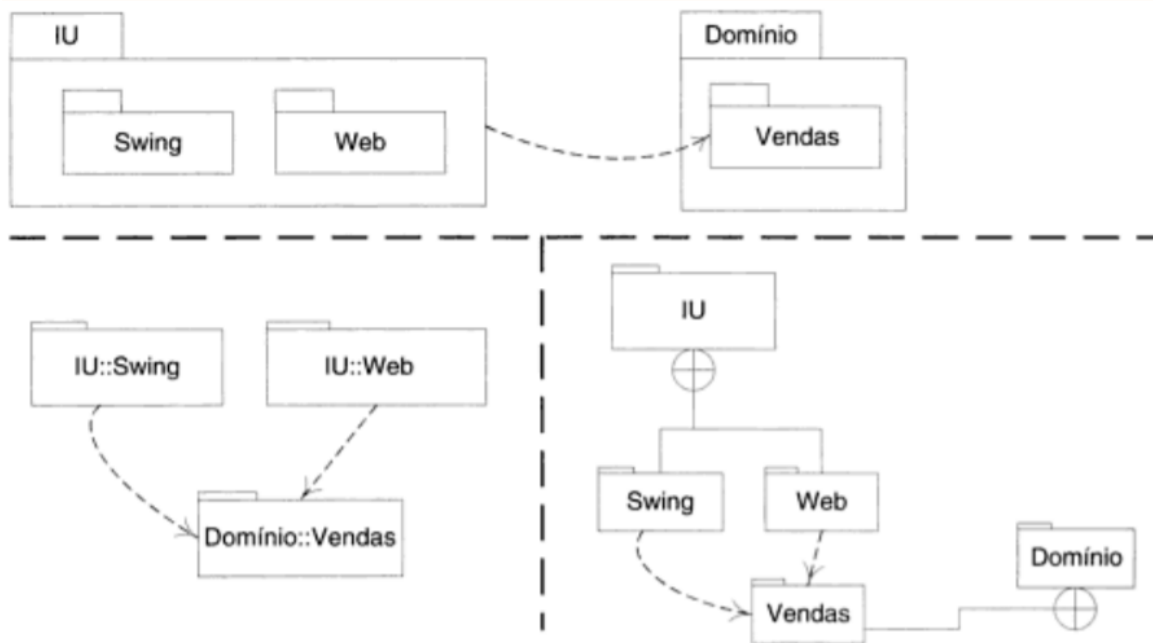 IU
Domínio
Swing
Web
Vendas
IU::Swing
IU::Web
Domínio::Vendas
IU
Swing
Web
Domínio
Vendas